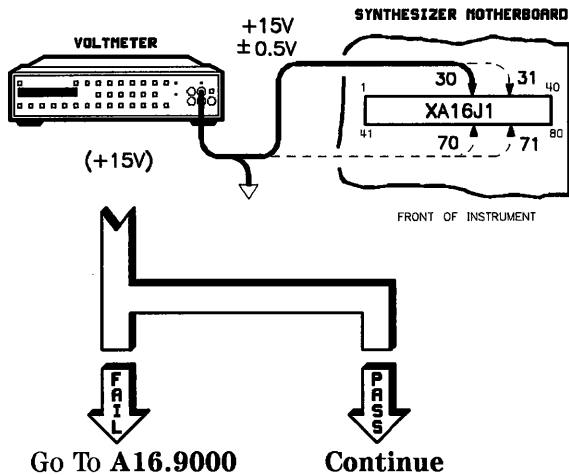 SYNTHESIZER MOTHERBOARD
+15V
±0.5V
VOLTMETER
30 31
1 40
XA16J1
41 80
70 71
(+15V)
FRONT OF INSTRUMENT
FAIL
PASS
Go To A16.9000
Continue